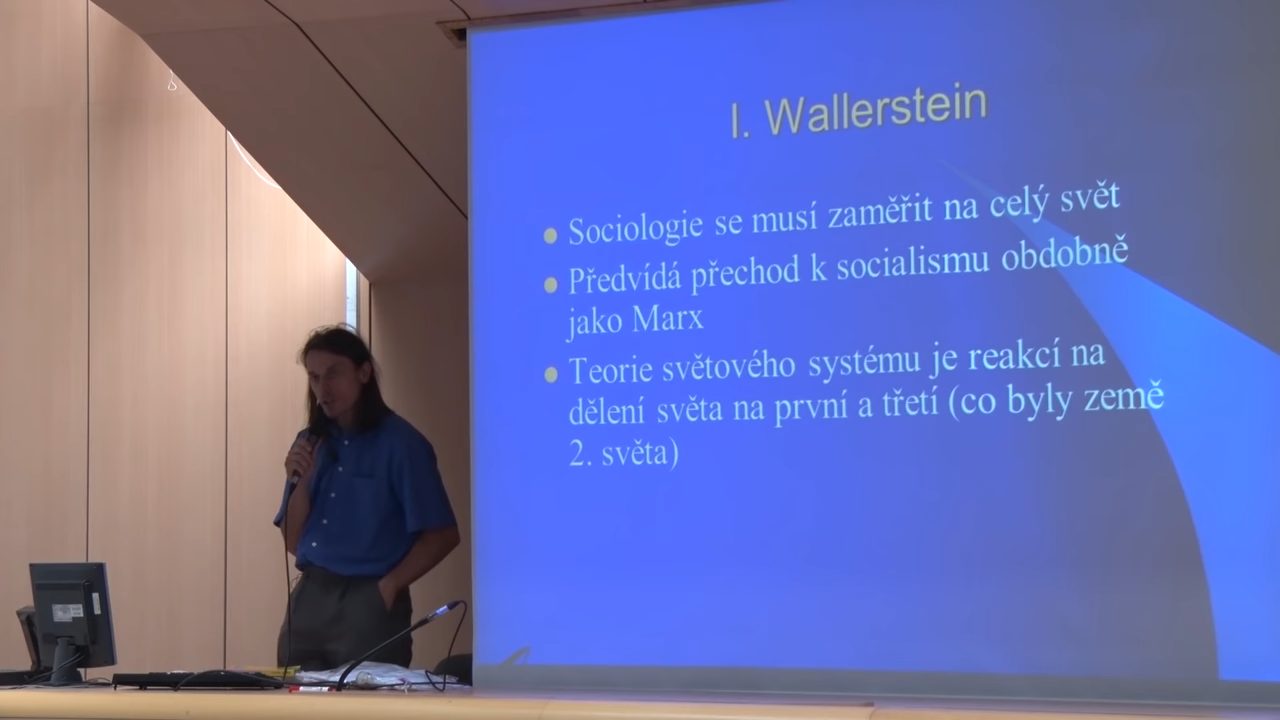 I. Wallerstein
Sociologie se musí zaměřit na celý svět
Předvídá přechod k socialismu obdobně
jako Marx
Teorie světového systému je reakcí na
dělení světa na první a třetí (co byly země
2. světa)